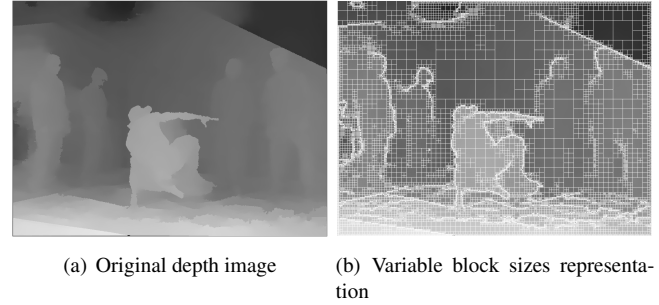 (a) Original depth image
(b) Variable block sizes representa-
tion